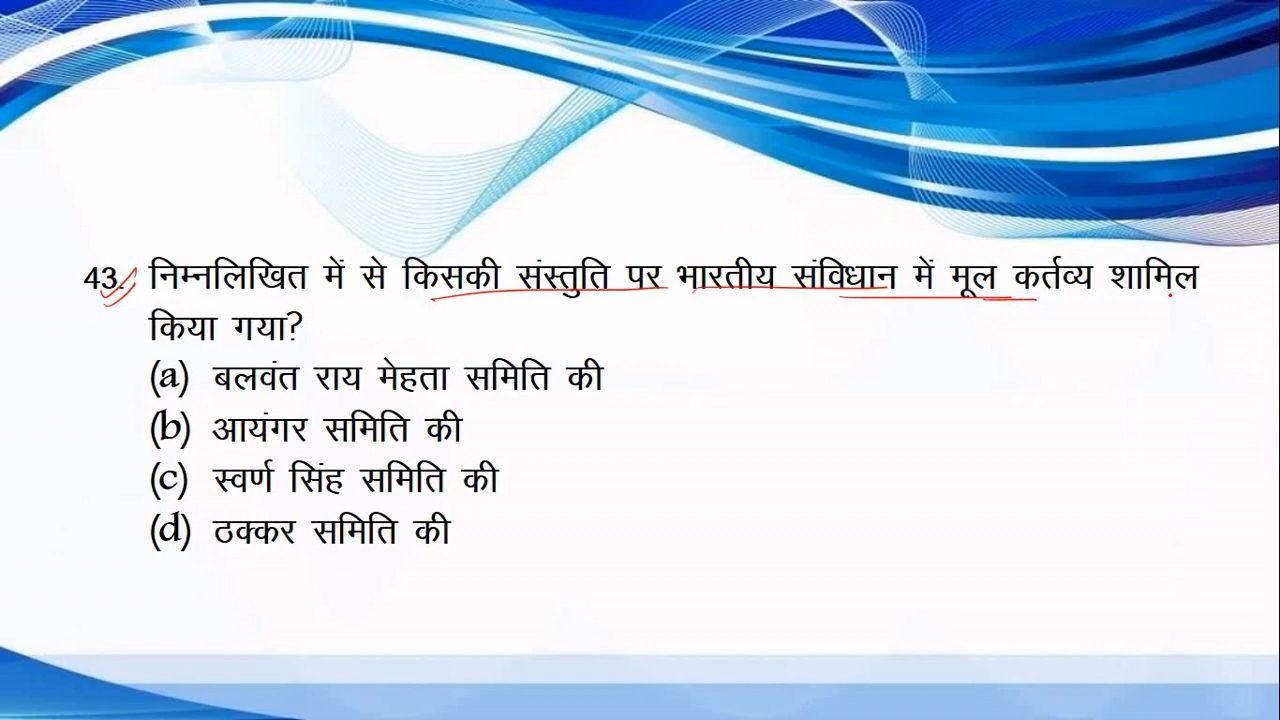 43. निम्नलिखित में से किसकी संस्तुति पर भारतीय संविधान में मूल कर्तव्य शामिल
किया गया?
(a) बलवंत राय मेहता समिति की
(b) आयंगर समिति की
(c) स्वर्ण सिंह समिति की
(d) ठक्कर समिति की